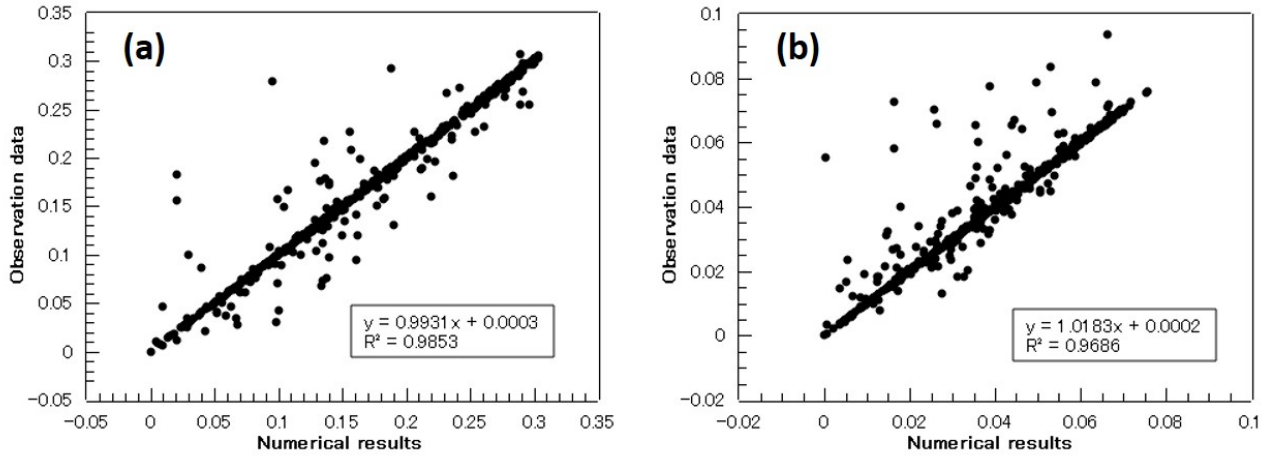 (a)
Observation data
0.35
0.3
0.25
0.2
0.15
0.1
0.05
0
−0.05
y = 0.9931x + 0.0003
R² = 0.9853
−0.05 0 0.05 0.1 0.15 0.2 0.25 0.3 0.35
Numerical results
(b)
Observation data
0.1
0.08
0.06
0.04
0.02
0
−0.02
y = 1.0183x + 0.0002
R² = 0.9686
−0.02 0 0.02 0.04 0.06 0.08 0.1
Numerical results